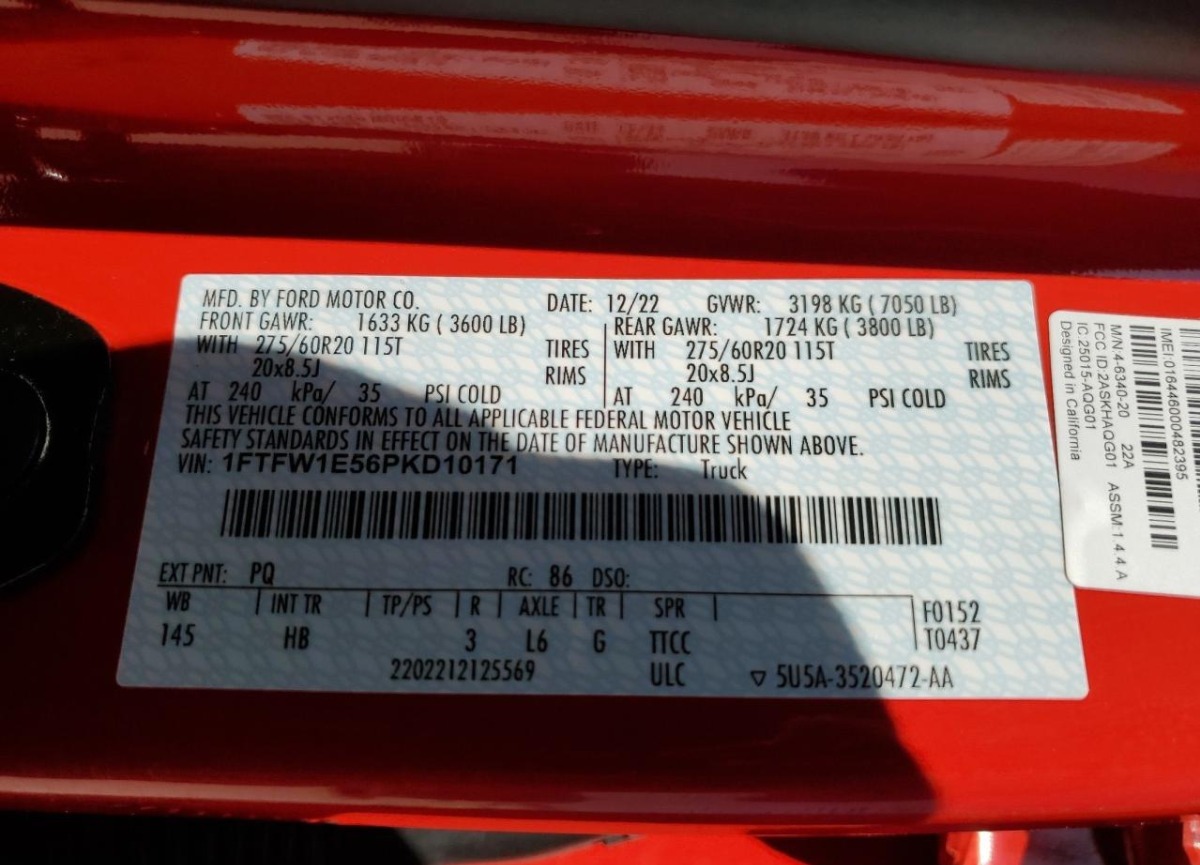 MFD. BY FORD MOTOR CO. DATE: 12/22 GVWR: 3198 KG ( 7050 LB)
FRONT GAWR: 1633 KG ( 3600 LB) REAR GAWR: 1724 KG ( 3800 LB)
WITH 275/60R20 115T TIRES WITH 275/60R20 115T TIRES
20x8.5J RIMS 20x8.5J RIMS
AT 240 kPa/ 35 PSI COLD AT 240 kPa/ 35 PSI COLD
THIS VEHICLE CONFORMS TO ALL APPLICABLE FEDERAL MOTOR VEHICLE
SAFETY STANDARDS IN EFFECT ON THE DATE OF MANUFACTURE SHOWN ABOVE.
VIN: 1FTFW1E56PKD10171 TYPE: Truck
EXT PNT: PQ RC: 86 DSO:
WB INT TR TP/PS R AXLE TR SPR F0152
145 HB 3 L6 G TTCC T0437
2202212125569 ULC ▽ 5U5A-3520472-AA
IMEI:016446000482395
M/N:4-6340-20 22A
FCC ID:2ASKHAQG01 ASSM:1.4.4 A
IC:25015-AQG01
Designed in California